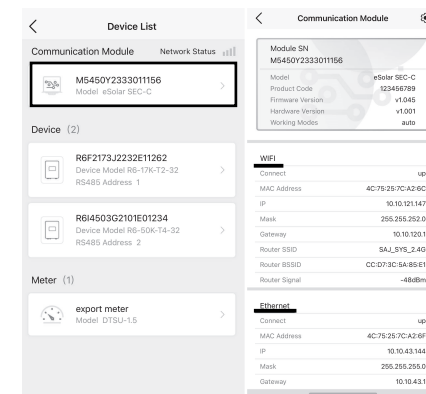 Device List
Communication Module Network Status
M5450Y2333011156
Model eSolar SEC-C
Device (2)
R6F2173J2232E11262
Device Model R6-17K-T2-32
RS485 Address 1
R6I4503G2101E01234
Device Model R6-50K-T4-32
RS485 Address 2
Meter (1)
export meter
Model DTSU-1.5
Communication Module
Module SN
M5450Y2333011156
Model eSolar SEC-C
Product Code 123456789
Firmware Version v1.045
Hardware Version v1.001
Working Modes auto
WIFI
Connect up
MAC Address 4C:75:25:7C:A2:6C
IP 10.10.121.147
Mask 255.255.252.0
Gateway 10.10.120.1
Router SSID SAJ_SYS_2.4G
Router BSSID CC:D7:3C:5A:85:E1
Router Signal -48dBm
Ethernet
Connect up
MAC Address 4C:75:25:7C:A2:6F
IP 10.10.43.144
Mask 255.255.255.0
Gateway 10.10.43.1